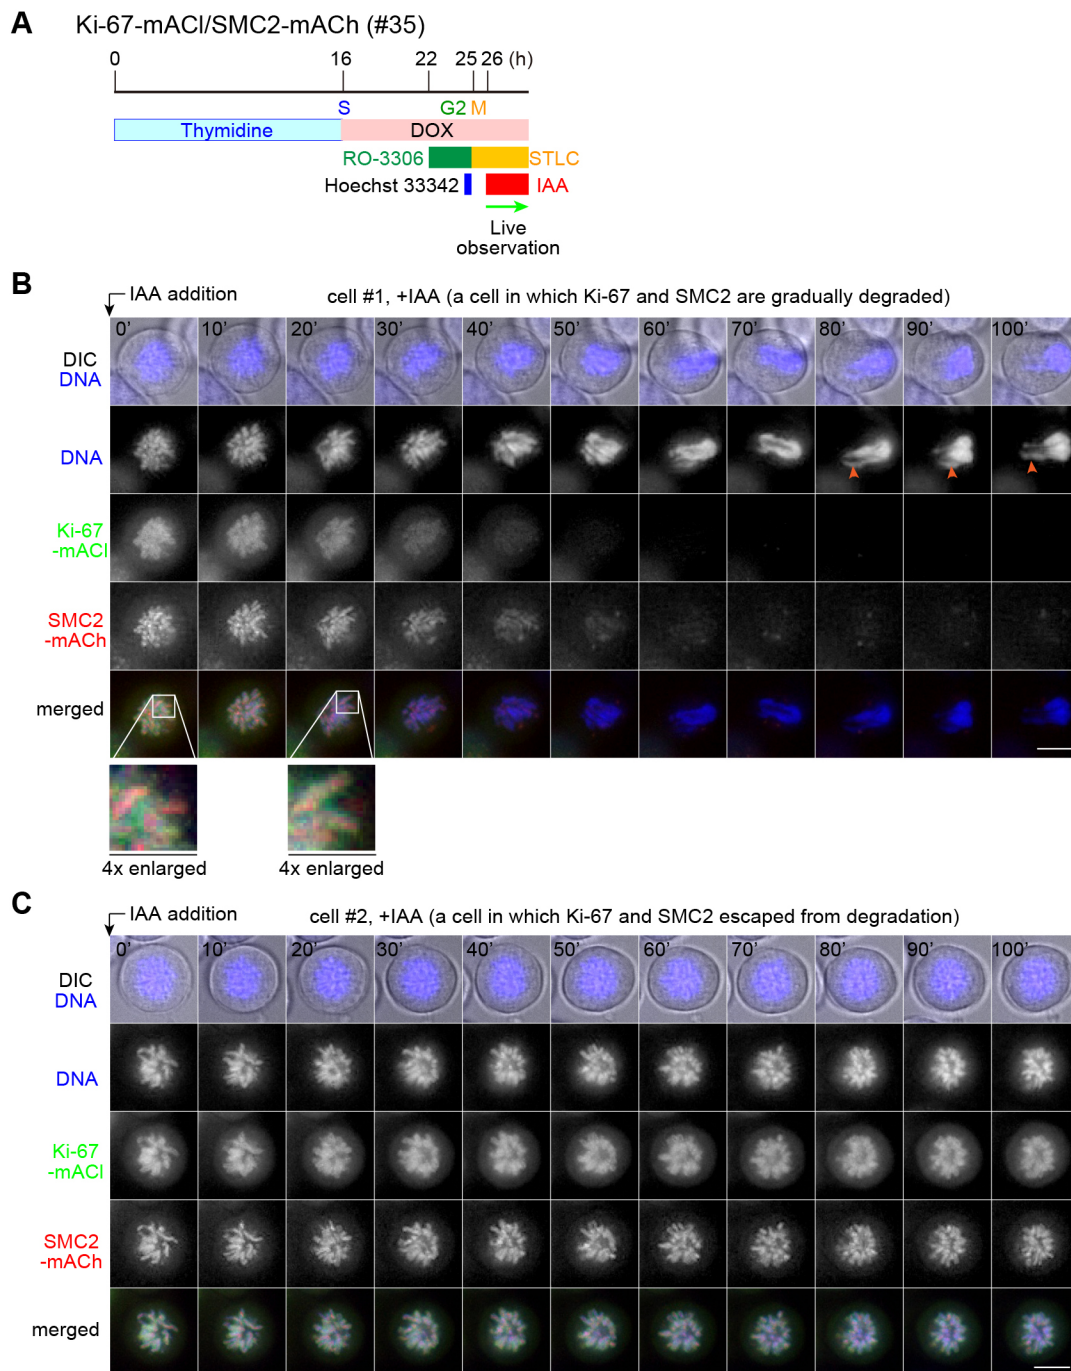 A
Ki-67-mACl/SMC2-mACh (#35)
0 16 22 25 26 (h)
S G2 M
Thymidine DOX
RO-3306 STLC
Hoechst 33342 IAA
Live
observation
B
IAA addition
cell #1, +IAA (a cell in which Ki-67 and SMC2 are gradually degraded)
0’ 10’ 20’ 30’ 40’ 50’ 60’ 70’ 80’ 90’ 100’
DIC
DNA
DNA
Ki-67
-mACl
SMC2
-mACh
merged
4x enlarged 4x enlarged
C
IAA addition
cell #2, +IAA (a cell in which Ki-67 and SMC2 escaped from degradation)
0’ 10’ 20’ 30’ 40’ 50’ 60’ 70’ 80’ 90’ 100’
DIC
DNA
DNA
Ki-67
-mACl
SMC2
-mACh
merged